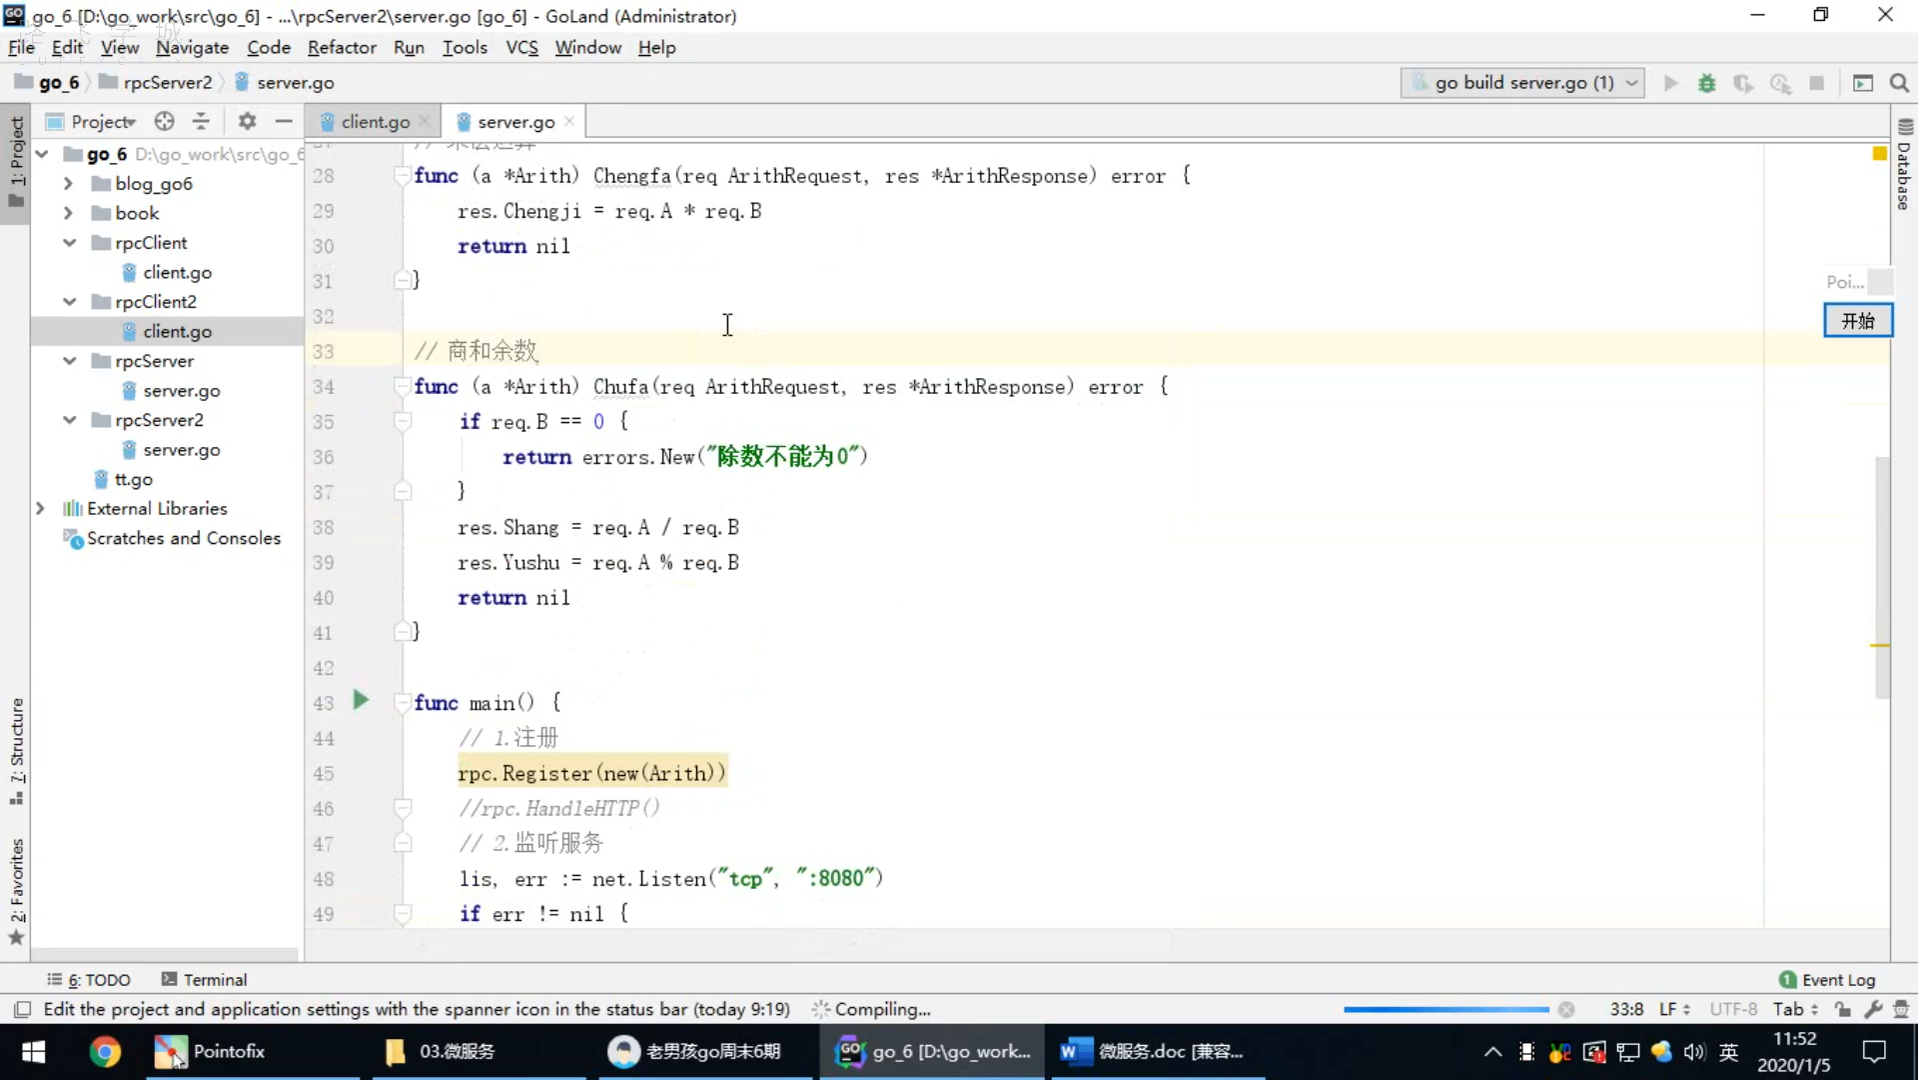 go_6 [D:\go_work\src\go_6] - ...\rpcServer2\server.go [go_6] - GoLand (Administrator)
File Edit View Navigate Code Refactor Run Tools VCS Window Help
go_6 rpcServer2 server.go
go build server.go (1)
1: Project
Project
client.go
server.go
go_6 D:\go_work\src\go_6
blog_go6
book
rpcClient
client.go
rpcClient2
client.go
rpcServer
server.go
rpcServer2
server.go
tt.go
External Libraries
Scratches and Consoles
7: Structure
2: Favorites
28 func (a *Arith) Chengfa(req ArithRequest, res *ArithResponse) error {
29 res.Chengji = req.A * req.B
30 return nil
31 }
32
33 // 商和余数
34 func (a *Arith) Chufa(req ArithRequest, res *ArithResponse) error {
35 if req.B == 0 {
36 return errors.New("除数不能为0")
37 }
38 res.Shang = req.A / req.B
39 res.Yushu = req.A % req.B
40 return nil
41 }
42
43 func main() {
44 // 1.注册
45 rpc.Register(new(Arith))
46 //rpc.HandleHTTP()
47 // 2.监听服务
48 lis, err := net.Listen("tcp", ":8080")
49 if err != nil {
Database
Poi...
开始
6: TODO Terminal
1 Event Log
Edit the project and application settings with the spanner icon in the status bar (today 9:19) Compiling...
33:8 LF UTF-8 Tab
Pointofix
03.微服务
老男孩go周末6期
go_6 [D:\go_work...
微服务.doc [兼容...
英
11:52
2020/1/5